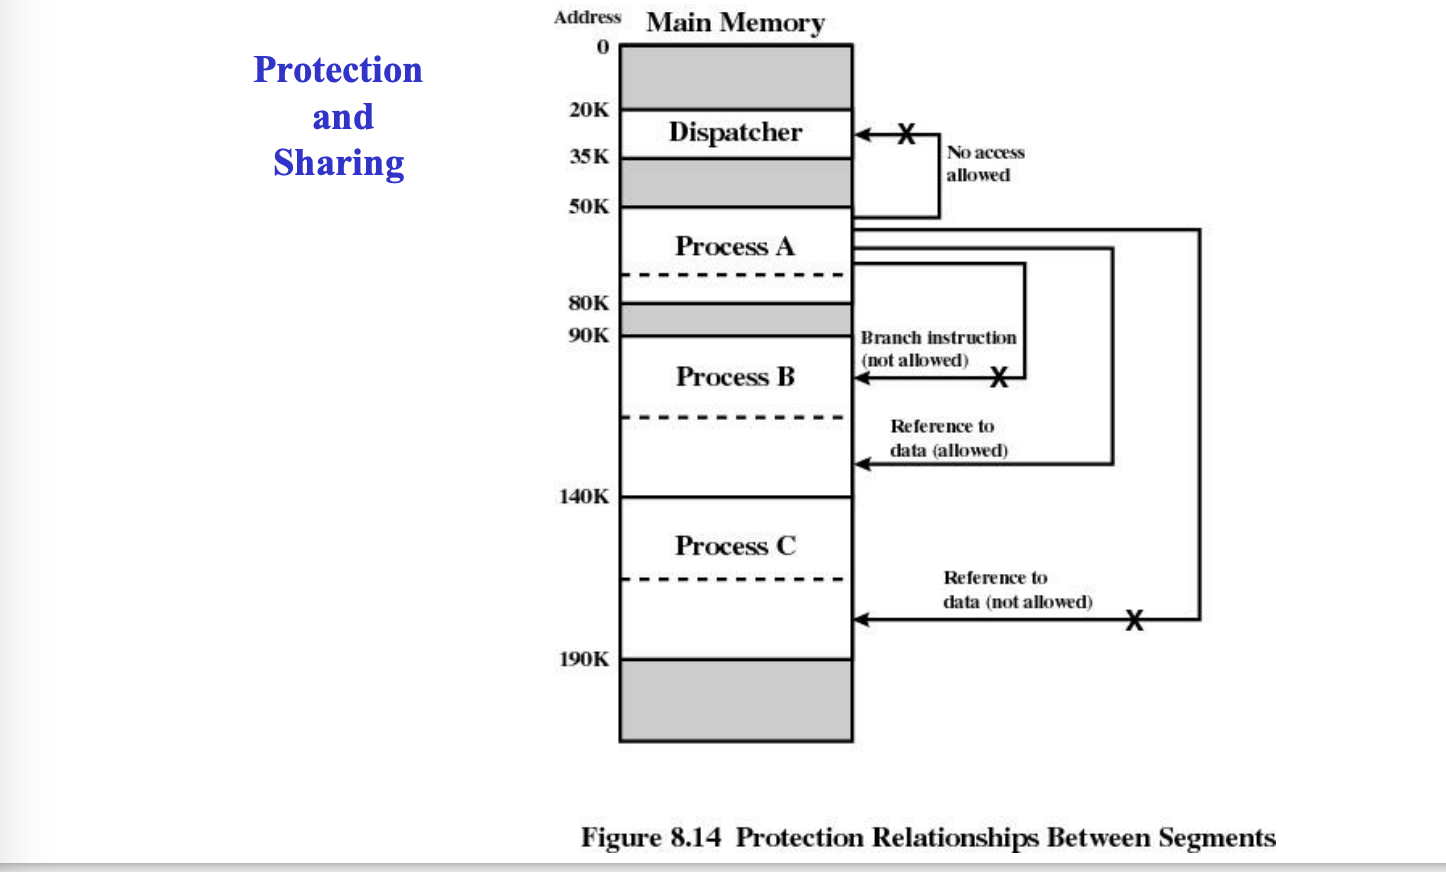 Protection
and
Sharing
Address
Main Memory
0
20K
Dispatcher
X
35K
No access
allowed
50K
Process A
80K
90K
Branch instruction
(not allowed)
Process B
X
Reference to
data (allowed)
140K
Process C
Reference to
data (not allowed)
X
190K
Figure 8.14 Protection Relationships Between Segments